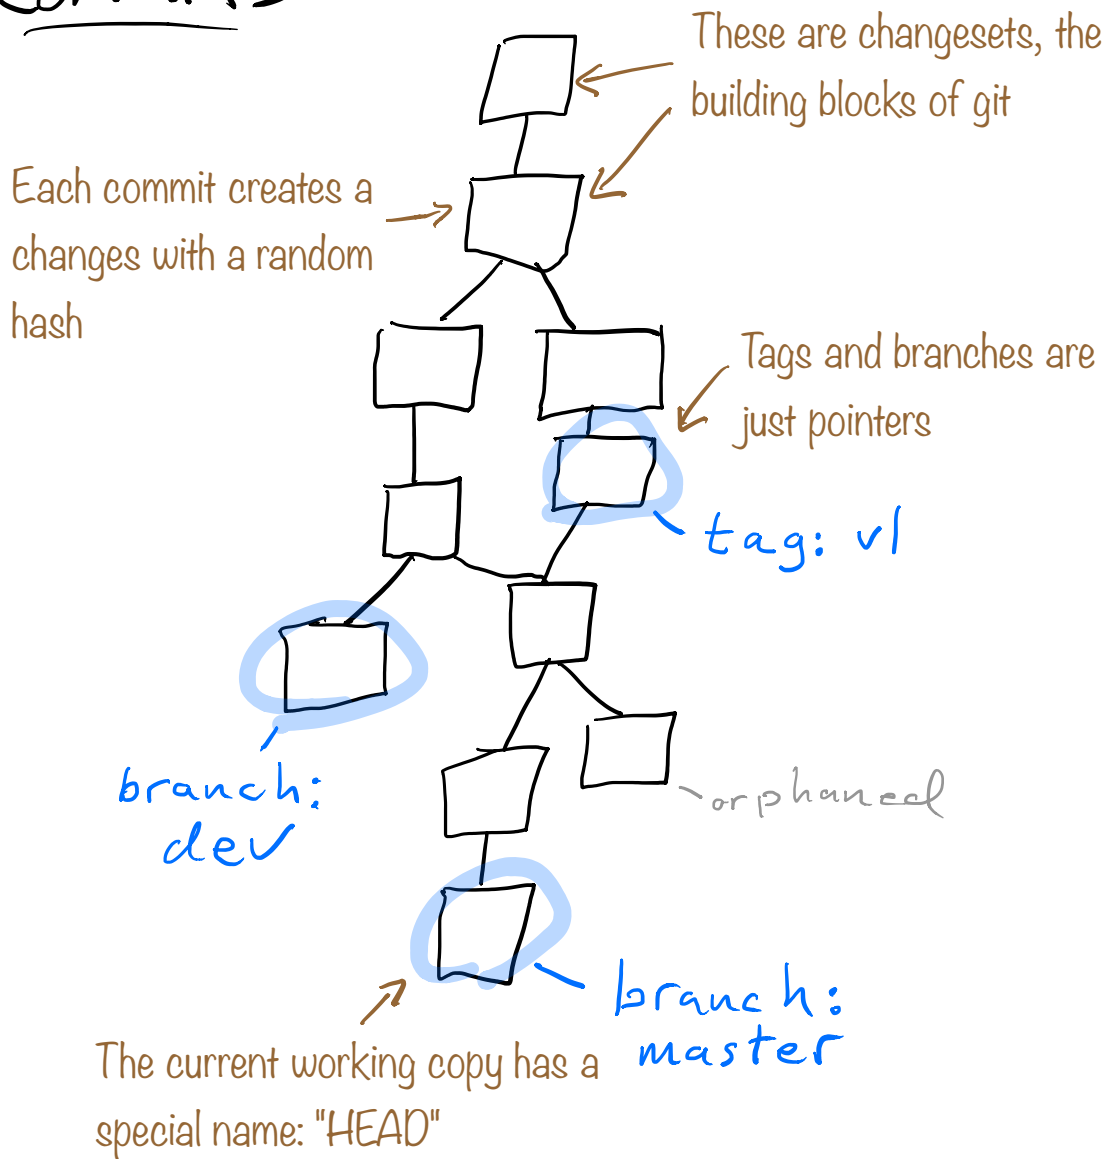 These are changesets, the
building blocks of git
Each commit creates a
changes with a random
hash
Tags and branches are
just pointers
tag: v1
branch:
dev
orphaned
branch:
master
The current working copy has a
special name: "HEAD"